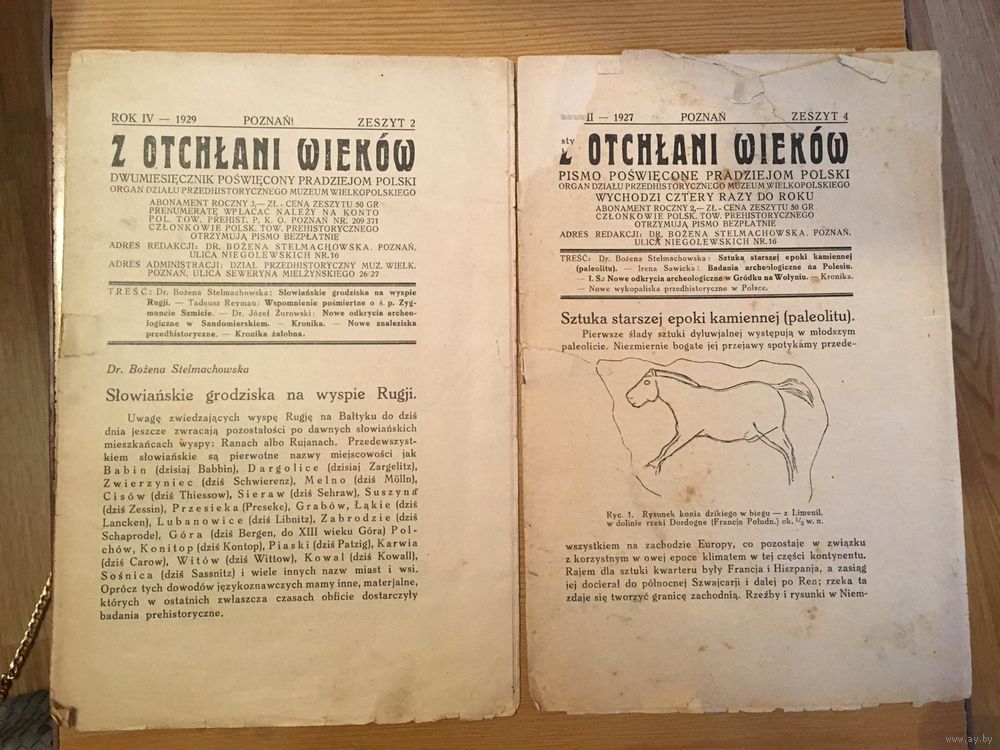 ROK IV — 1929 POZNAŃ! ZESZYT 2
Z OTCHŁANI WIEKÓW
DWUMIESIĘCZNIK POŚWIĘCONY PRADZIEJOM POLSKI
ORGAN DZIAŁU PRZEDHISTORYCZNEGO MUZEUM WIELKOPOLSKIEGO
ABONAMENT ROCZNY 3,— ZŁ. - CENA ZESZYTU 50 GR
PRENUMERATĘ WPŁACAĆ NALEŻY NA KONTO
POL. TOW. PREHIST. P. K. O. POZNAŃ NR. 209 371
CZŁONKOWIE POLSK. TOW. PREHISTORYCZNEGO
OTRZYMUJĄ PISMO BEZPŁATNIE
ADRES REDAKCJI: DR. BOŻENA STELMACHOWSKA. POZNAŃ,
ULICA NIEGOLEWSKICH NR. 16
ADRES ADMINISTRACJI: DZIAŁ. PRZEDHISTORYCZNY MUZ. WIELK.
POZNAŃ, ULICA SEWERYNA MIELŻYŃSKIEGO 26/27
TREŚĆ: Dr. Bożena Stelmachowska: Słowiańskie grodziska na wyspie
Rugji. — Tadeusz Reyman: Wspomnienie pośmiertne o ś. p. Zyg-
muncie Szmicie. — Dr. Józef Żurowski: Nowe odkrycia archeo-
logiczne w Sandomierskiem. — Kronika. — Nowe znaleziska
przedhistoryczne. — Kronika żałobna.
Dr. Bożena Stelmachowska
Słowiańskie grodziska na wyspie Rugji.
Uwagę zwiedzających wyspę Rugję na Bałtyku do dziś
dnia jeszcze zwracają pozostałości po dawnych słowiańskich
mieszkańcach wyspy: Ranach albo Rujanach. Przedewszyst-
kiem słowiańskie są pierwotne nazwy miejscowości jak
Babin (dzisiaj Babbin), Dargolice (dzisiaj Zargelitz),
Zwierzyniec (dziś Schwierenz), Melno (dziś Mölln),
Cisów (dziś Thiessow), Sieraw (dziś Sehraw), Suszyna
(dziś Zessin), Przesieka (Preseke), Grabów, Łąkie (dziś
Lancken), Lubanowice (dziś Libnitz), Zabrodzie (dziś
Schaprode), Góra (dziś Bergen, do XIII wieku Góra) Pol-
chów, Konitop (dziś Kontop), Piaski (dziś Patzig), Karwia
(dziś Carow), Witów (dziś Wittow), Kowal (dziś Kowall),
Sośnica (dziś Sassnitz) i wiele innych nazw miast i wsi.
Oprócz tych dowodów językoznawczych mamy inne, materjalne,
których w ostatnich zwłaszcza czasach obficie dostarczyły
badania prehistoryczne.
II — 1927 POZNAŃ ZESZYT 4
sty
Z OTCHŁANI WIEKÓW
PISMO POŚWIĘCONE PRADZIEJOM POLSKI
ORGAN DZIAŁU PRZEDHISTORYCZNEGO MUZEUM WIELKOPOLSKIEGO
WYCHODZI CZTERY RAZY DO ROKU
ABONAMENT ROCZNY 2,— ZŁ. - CENA ZESZYTU 50 GR
CZŁONKOWIE POLSK. TOW. PREHISTORYCZNEGO
OTRZYMUJĄ PISMO BEZPŁATNIE
ADRES REDAKCJI: DR. BOŻENA STELMACHOWSKA. POZNAŃ.
ULICA NIEGOLEWSKICH NR. 16
TREŚĆ: Dr. Bożena Stelmachowska: Sztuka starszej epoki kamiennej
(paleolitu). — Irena Sawicka: Badania archeologiczne na Polesiu.
— I. S.: Nowe odkrycia archeologiczne w Gródku na Wołyniu. — Kronika.
— Nowe wykopaliska przedhistoryczne w Polsce.
Sztuka starszej epoki kamiennej (paleolitu).
Pierwsze ślady sztuki dyluwjalnej występują w młodszym
paleolicie. Niezmiernie bogate jej przejawy spotykamy przede-
Ryc. 1. Rysunek konia dzikiego w biegu — z Limeuil,
w dolinie rzeki Dordogne (Francja Połudn.) ok. 1/2 w. n.
wszystkiem na zachodzie Europy, co pozostaje w związku
z korzystnym w owej epoce klimatem w tej części kontynentu.
Rajem dla sztuki kwarteru były Francja i Hiszpanja, a zasiąg
jej docierał do północnej Szwajcarji i dalej po Ren; rzeka ta
zdaje się tworzyć granicę zachodnią. Rzeźby i rysunki w Niem-
www.ay.by